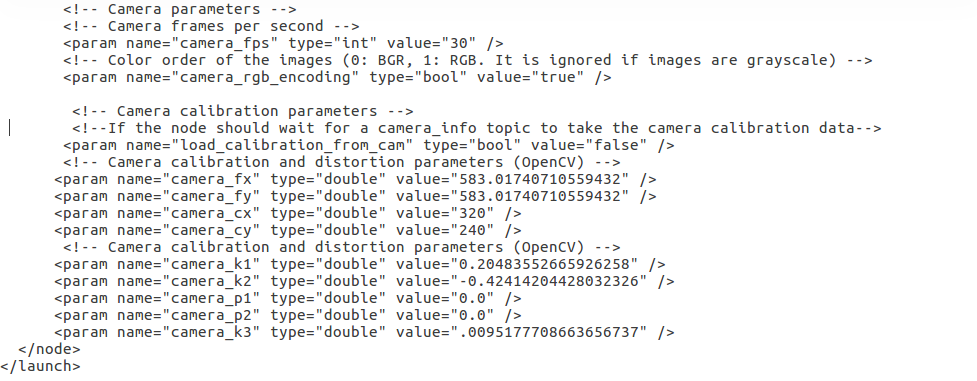 <!-- Camera parameters -->
<!-- Camera frames per second -->
<param name="camera_fps" type="int" value="30" />
<!-- Color order of the images (0: BGR, 1: RGB. It is ignored if images are grayscale) -->
<param name="camera_rgb_encoding" type="bool" value="true" />
<!-- Camera calibration parameters -->
<!--If the node should wait for a camera_info topic to take the camera calibration data-->
<param name="load_calibration_from_cam" type="bool" value="false" />
<!-- Camera calibration and distortion parameters (OpenCV) -->
<param name="camera_fx" type="double" value="583.01740710559432" />
<param name="camera_fy" type="double" value="583.01740710559432" />
<param name="camera_cx" type="double" value="320" />
<param name="camera_cy" type="double" value="240" />
<!-- Camera calibration and distortion parameters (OpenCV) -->
<param name="camera_k1" type="double" value="0.20483552665926258" />
<param name="camera_k2" type="double" value="-0.42414204428032326" />
<param name="camera_p1" type="double" value="0.0" />
<param name="camera_p2" type="double" value="0.0" />
<param name="camera_k3" type="double" value=".0095177708663656737" />
</node>
</launch>